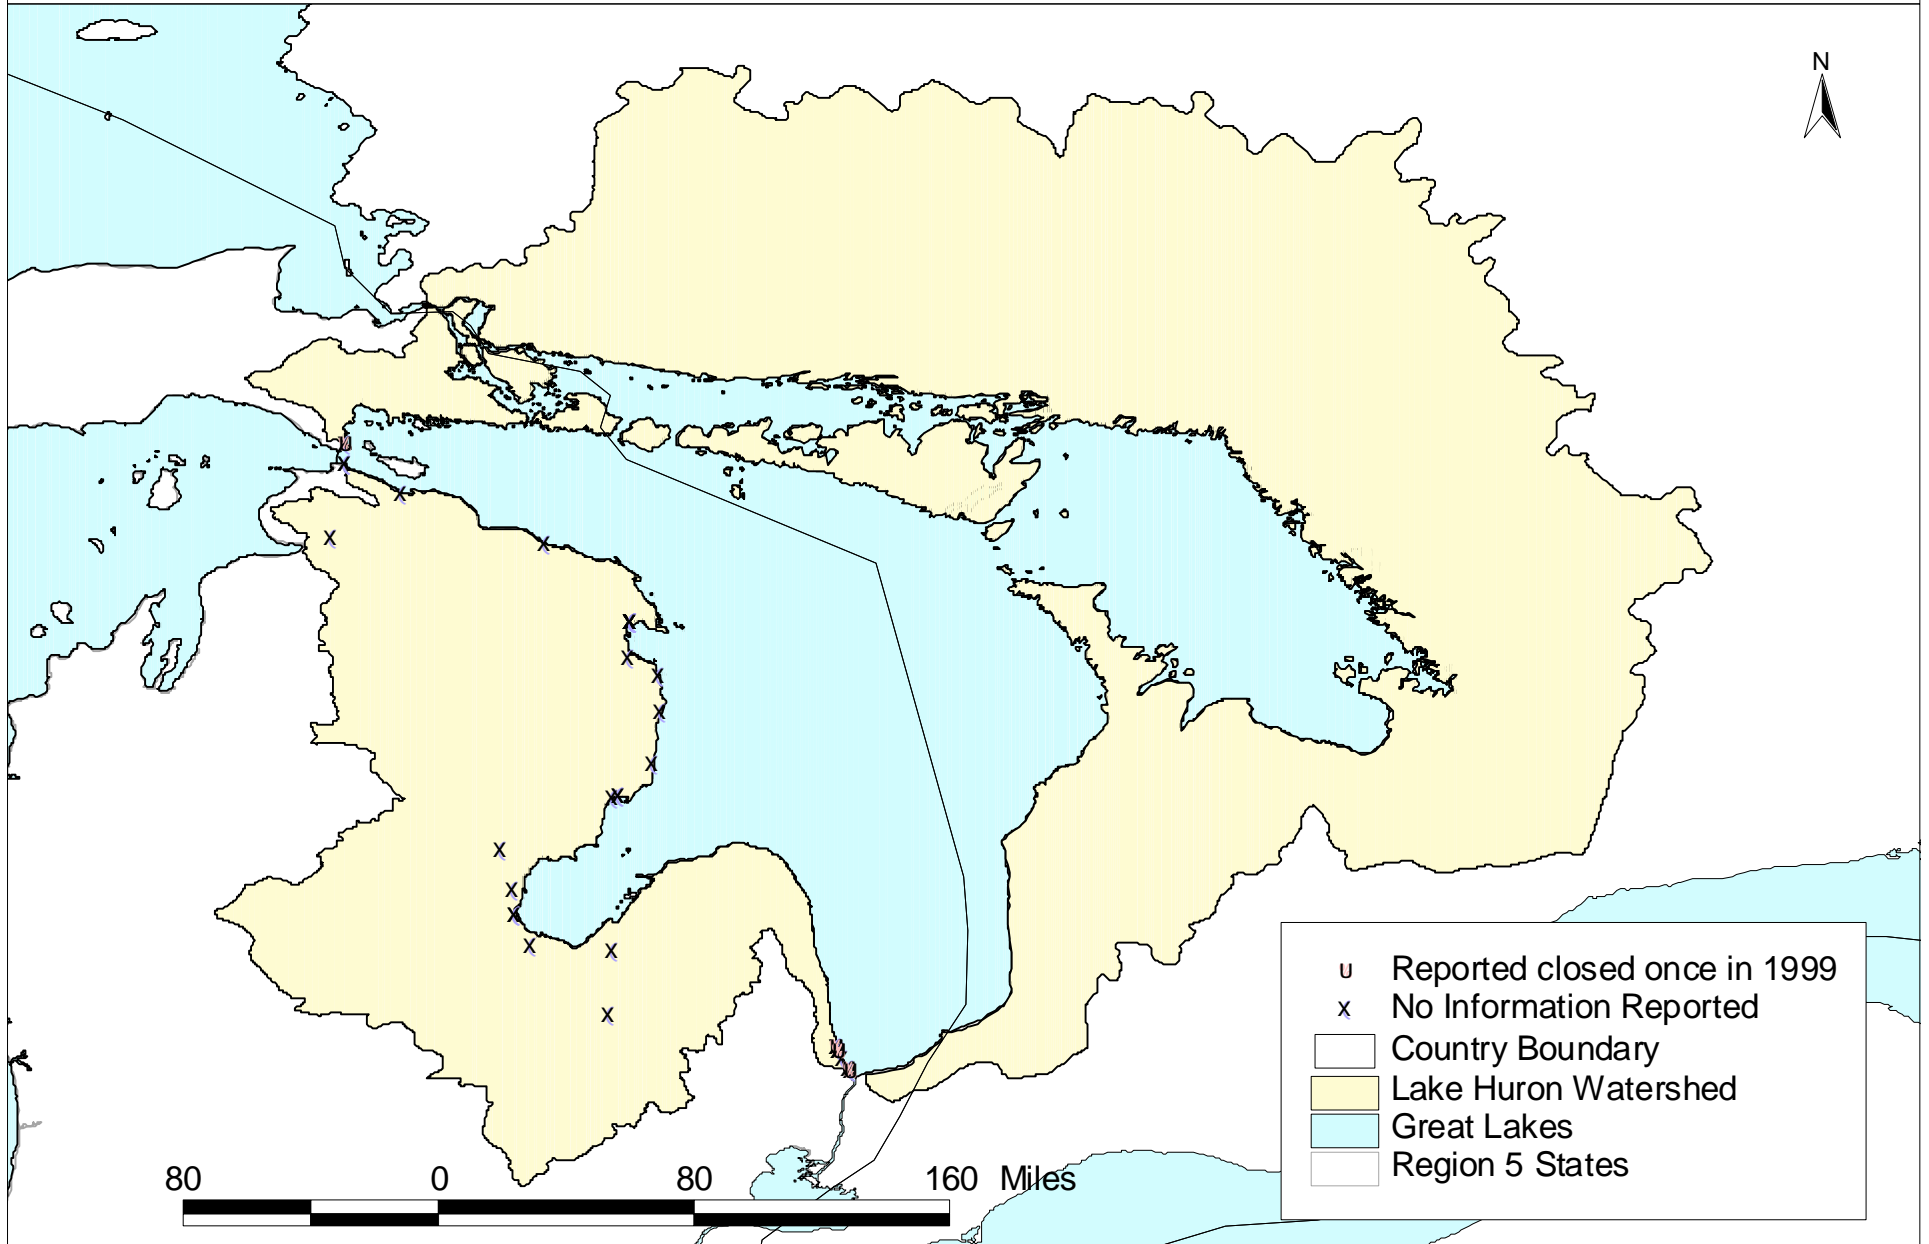 N
u Reported closed once in 1999
x No Information Reported
Country Boundary
Lake Huron Watershed
Great Lakes
Region 5 States
80 0 80 160 Miles